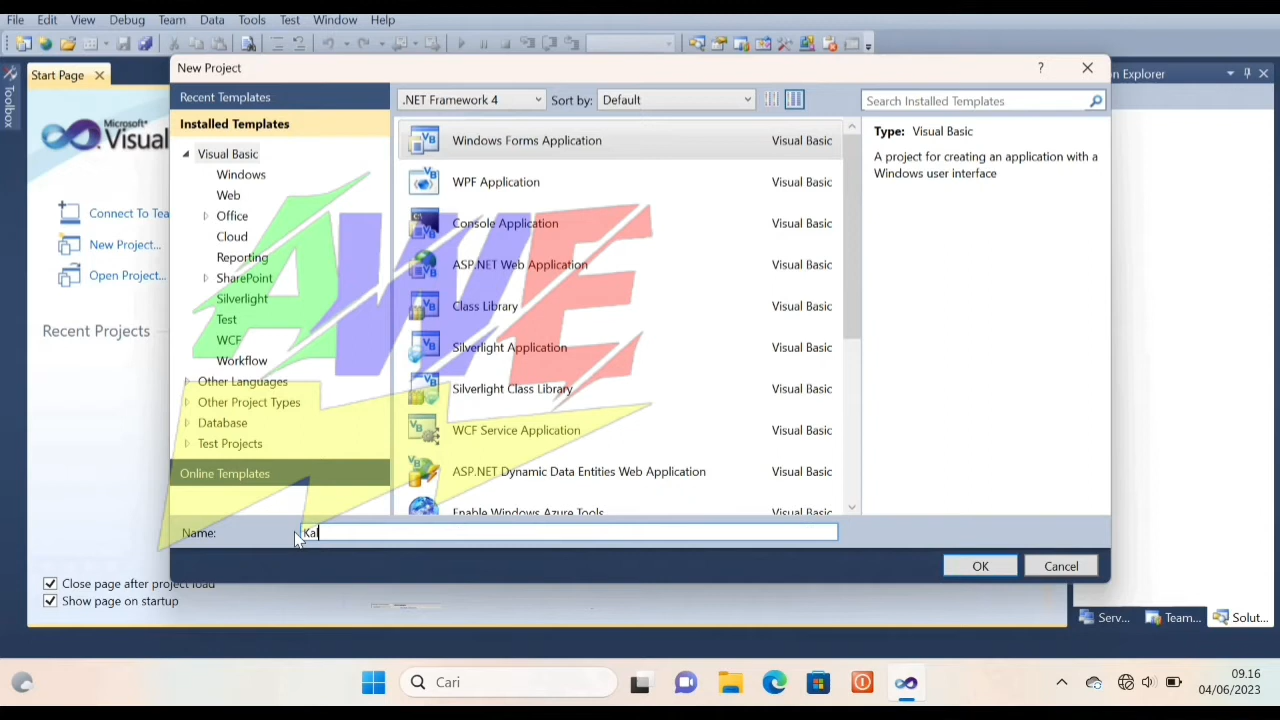 File Edit View Debug Team Data Tools Test Window Help
Start Page
New Project
?
n Explorer
Toolbox
Recent Templates
.NET Framework 4
Sort by:
Default
Search Installed Templates
Installed Templates
Microsoft®
Visual
Visual Basic
Windows
Web
Office
Cloud
Reporting
SharePoint
Silverlight
Test
WCF
Workflow
Other Languages
Other Project Types
Database
Test Projects
Online Templates
Windows Forms Application Visual Basic
WPF Application Visual Basic
Console Application Visual Basic
ASP.NET Web Application Visual Basic
Class Library Visual Basic
Silverlight Application Visual Basic
Silverlight Class Library Visual Basic
WCF Service Application Visual Basic
ASP.NET Dynamic Data Entities Web Application Visual Basic
Enable Windows Azure Tools Visual Basic
Type: Visual Basic
A project for creating an application with a
Windows user interface
AWE
Connect To Tea
New Project...
Open Project...
Recent Projects
Name: Kal
OK
Cancel
Close page after project load
Show page on startup
Serv...
Team...
Solut...
Cari
09.16
04/06/2023